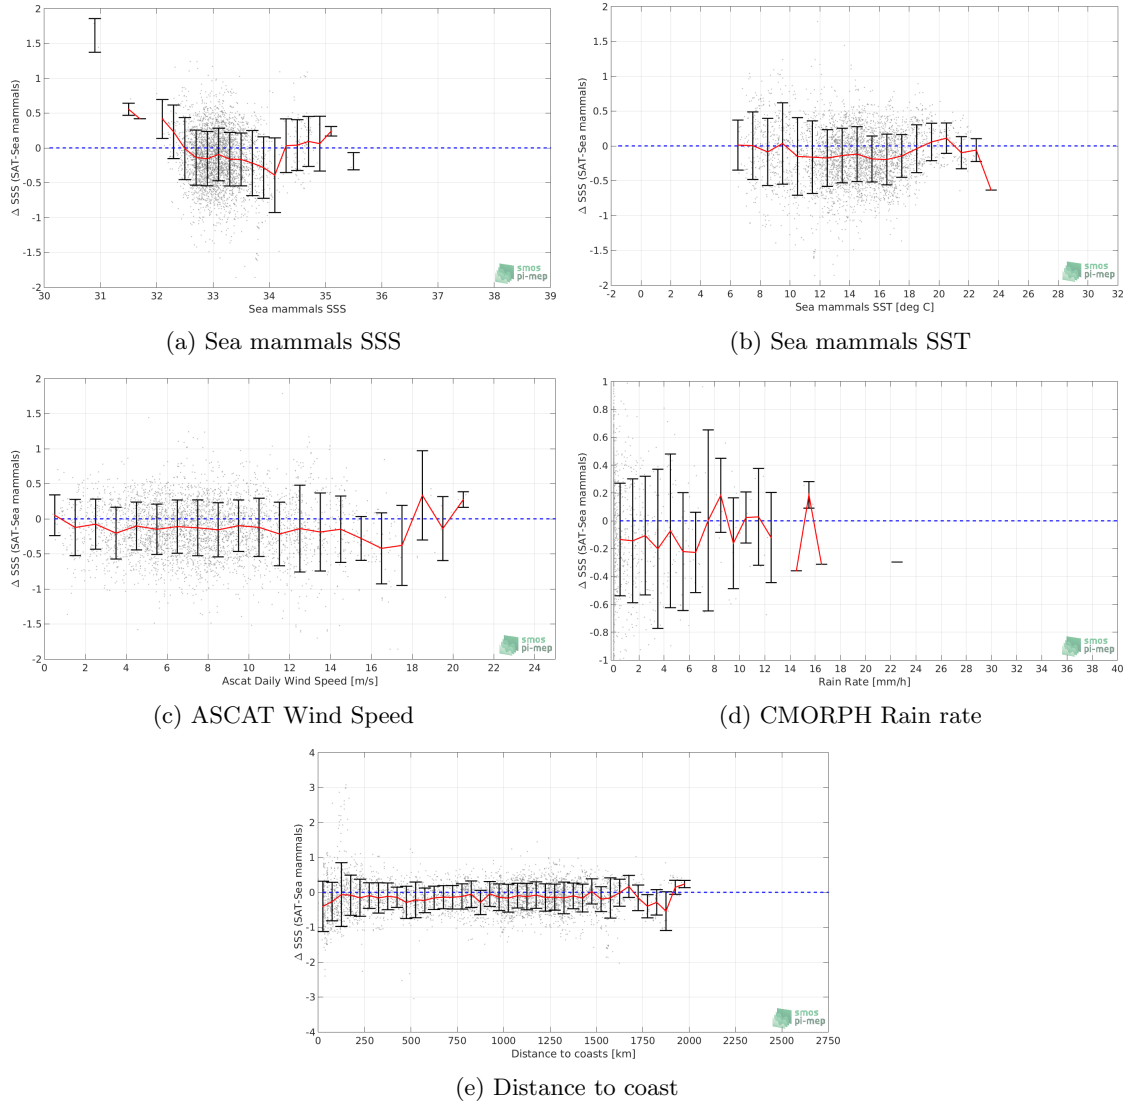 2
1.5
1
0.5
0
-0.5
-1
-1.5
-2
Δ SSS (SAT-Sea mammals)
30 31 32 33 34 35 36 37 38 39
Sea mammals SSS
smos
pi-mep
(a) Sea mammals SSS
2
1.5
1
0.5
0
-0.5
-1
-1.5
-2
Δ SSS (SAT-Sea mammals)
-2 0 2 4 6 8 10 12 14 16 18 20 22 24 26 28 30 32
Sea mammals SST [deg C]
smos
pi-mep
(b) Sea mammals SST
2
1.5
1
0.5
0
-0.5
-1
-1.5
-2
Δ SSS (SAT-Sea mammals)
0 2 4 6 8 10 12 14 16 18 20 22 24
Ascat Daily Wind Speed [m/s]
smos
pi-mep
(c) ASCAT Wind Speed
1
0.8
0.6
0.4
0.2
0
-0.2
-0.4
-0.6
-0.8
-1
Δ SSS (SAT-Sea mammals)
0 2 4 6 8 10 12 14 16 18 20 22 24 26 28 30 32 34 36 38 40
Rain Rate [mm/h]
smos
pi-mep
(d) CMORPH Rain rate
4
3
2
1
0
-1
-2
-3
-4
Δ SSS (SAT-Sea mammals)
0 250 500 750 1000 1250 1500 1750 2000 2250 2500 2750
Distance to coasts [km]
smos
pi-mep
(e) Distance to coast